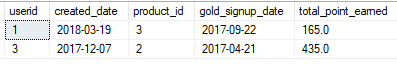 userid created_date product_id gold_signup_date total_point_earned
1 2018-03-19 3 2017-09-22 165.0
3 2017-12-07 2 2017-04-21 435.0